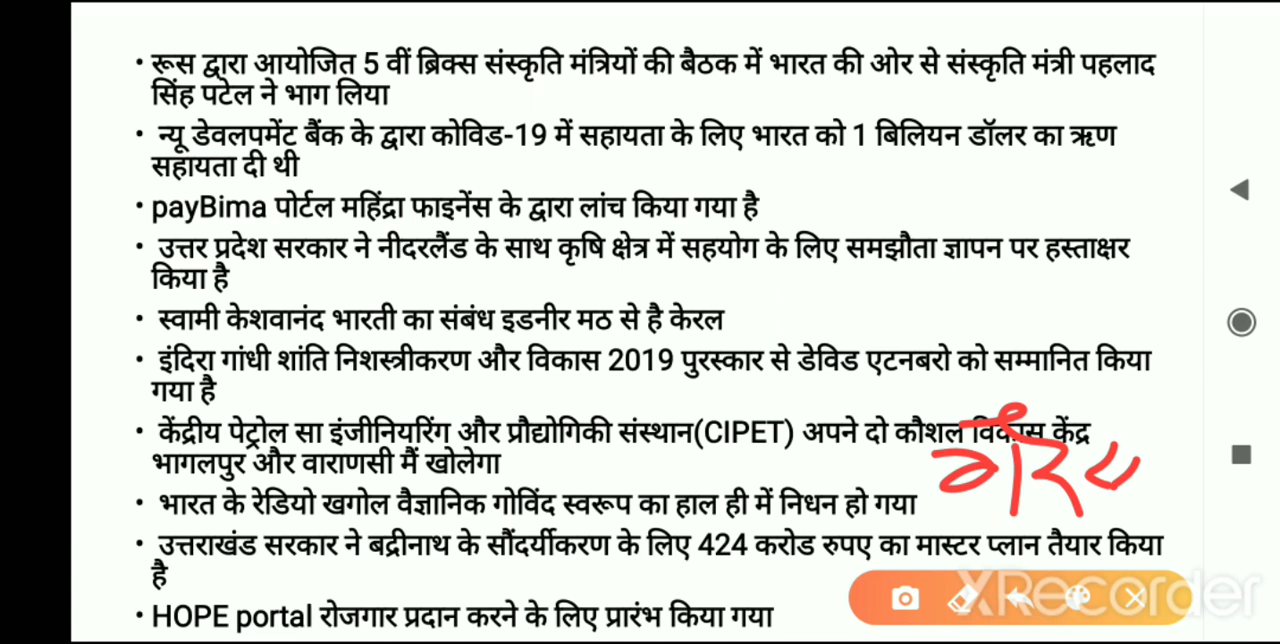 • रूस द्वारा आयोजित 5 वीं ब्रिक्स संस्कृति मंत्रियों की बैठक में भारत की ओर से संस्कृति मंत्री पहलाद
सिंह पटेल ने भाग लिया
• न्यू डेवलपमेंट बैंक के द्वारा कोविड-19 में सहायता के लिए भारत को 1 बिलियन डॉलर का ऋण
सहायता दी थी
• payBima पोर्टल महिंद्रा फाइनेंस के द्वारा लांच किया गया है
• उत्तर प्रदेश सरकार ने नीदरलैंड के साथ कृषि क्षेत्र में सहयोग के लिए समझौता ज्ञापन पर हस्ताक्षर
किया है
• स्वामी केशवानंद भारती का संबंध इडनीर मठ से है केरल
• इंदिरा गांधी शांति निशस्त्रीकरण और विकास 2019 पुरस्कार से डेविड एटनबरो को सम्मानित किया
गया है
• केंद्रीय पेट्रोल सा इंजीनियरिंग और प्रौद्योगिकी संस्थान(CIPET) अपने दो कौशल विकास केंद्र
भागलपुर और वाराणसी मैं खोलेगा
• भारत के रेडियो खगोल वैज्ञानिक गोविंद स्वरूप का हाल ही में निधन हो गया
• उत्तराखंड सरकार ने बद्रीनाथ के सौंदर्यीकरण के लिए 424 करोड रुपए का मास्टर प्लान तैयार किया
है
• HOPE portal रोजगार प्रदान करने के लिए प्रारंभ किया गया
XRecorder